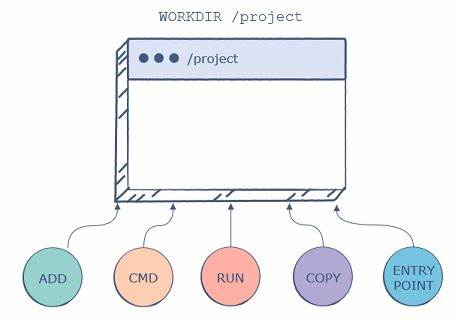 WORKDIR /project
/project
ADD
CMD
RUN
COPY
ENTRY
POINT